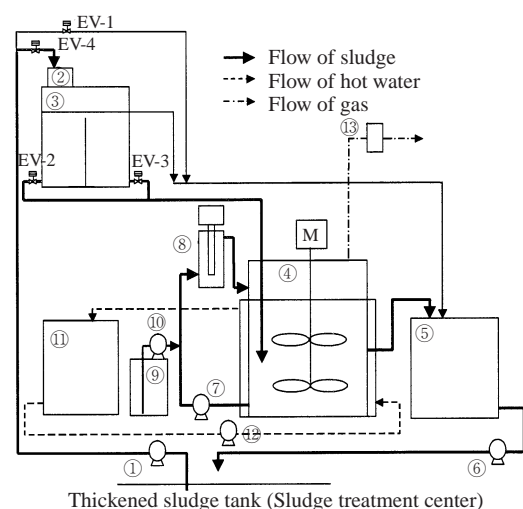 EV-1
EV-4
②
③
Flow of sludge
Flow of hot water
Flow of gas
⑬
EV-2
EV-3
⑧
M
④
⑤
⑪
⑩
⑨
⑦
⑫
①
⑥
Thickened sludge tank (Sludge treatment center)